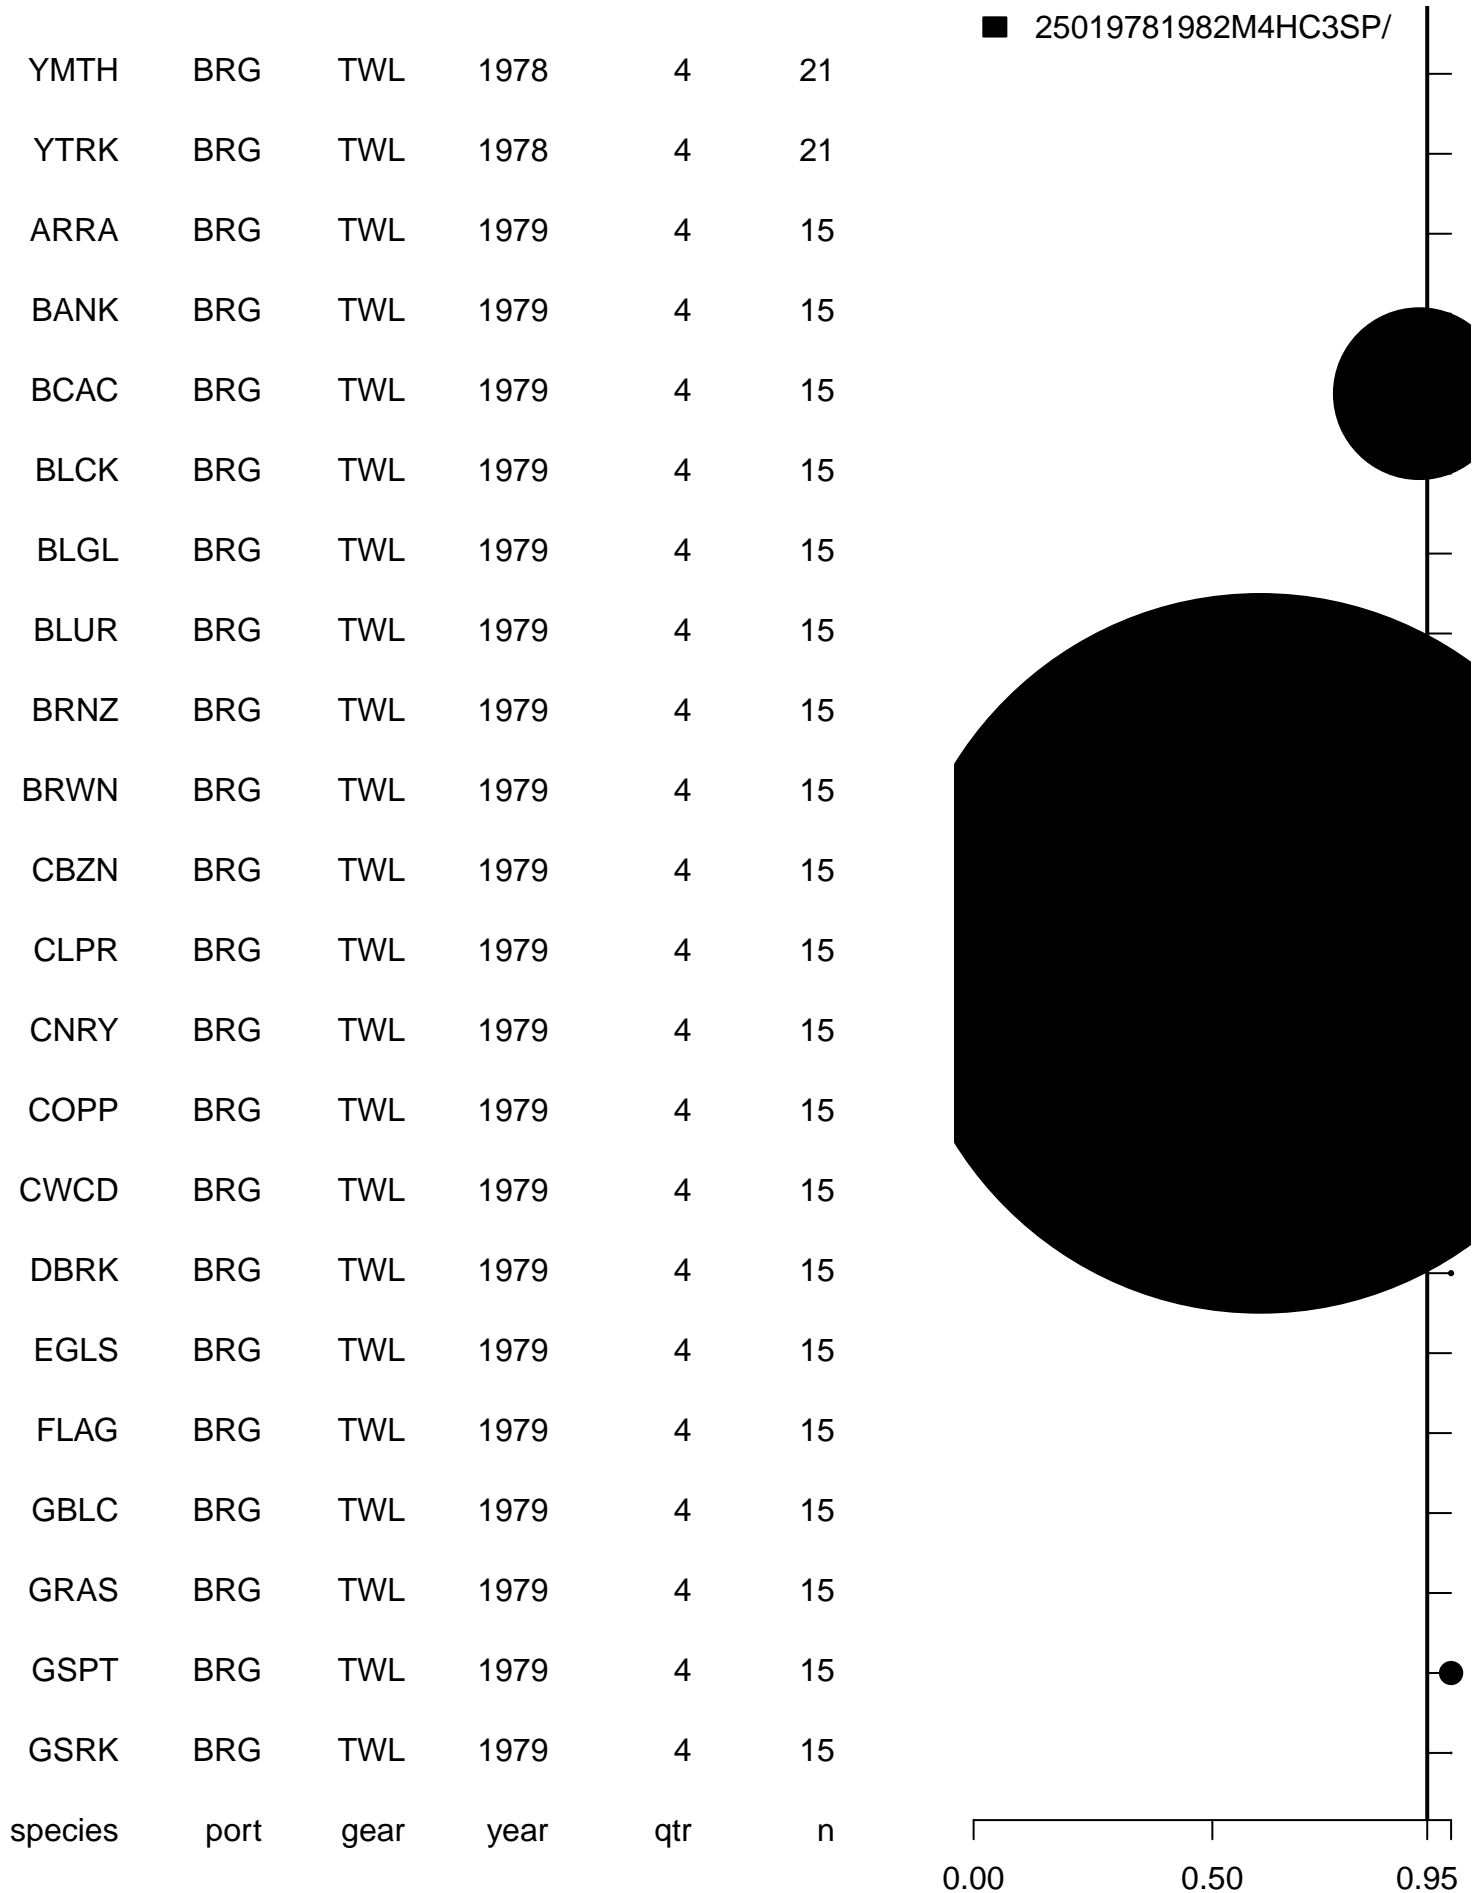 25019781982M4HC3SP/
YMTH BRG TWL 1978 4 21
YTRK BRG TWL 1978 4 21
ARRA BRG TWL 1979 4 15
BANK BRG TWL 1979 4 15
BCAC BRG TWL 1979 4 15
BLCK BRG TWL 1979 4 15
BLGL BRG TWL 1979 4 15
BLUR BRG TWL 1979 4 15
BRNZ BRG TWL 1979 4 15
BRWN BRG TWL 1979 4 15
CBZN BRG TWL 1979 4 15
CLPR BRG TWL 1979 4 15
CNRY BRG TWL 1979 4 15
COPP BRG TWL 1979 4 15
CWCD BRG TWL 1979 4 15
DBRK BRG TWL 1979 4 15
EGLS BRG TWL 1979 4 15
FLAG BRG TWL 1979 4 15
GBLC BRG TWL 1979 4 15
GRAS BRG TWL 1979 4 15
GSPT BRG TWL 1979 4 15
GSRK BRG TWL 1979 4 15
species port gear year qtr n
0.00 0.50 0.95